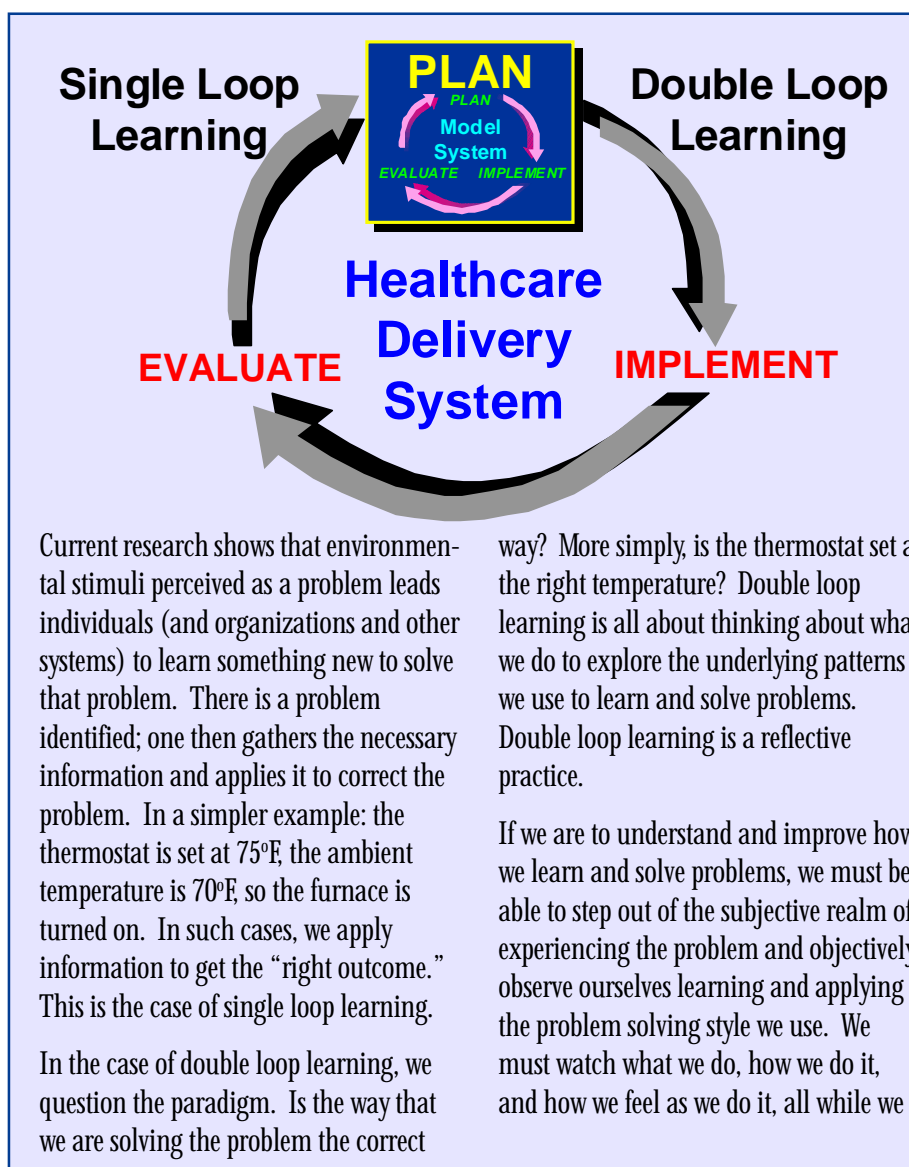 Single Loop
Learning
PLAN
PLAN
Model
System
EVALUATE IMPLEMENT
Double Loop
Learning
Healthcare
Delivery
System
EVALUATE
IMPLEMENT
Current research shows that environmen-
tal stimuli perceived as a problem leads
individuals (and organizations and other
systems) to learn something new to solve
that problem. There is a problem
identified; one then gathers the necessary
information and applies it to correct the
problem. In a simpler example: the
thermostat is set at 75°F, the ambient
temperature is 70°F, so the furnace is
turned on. In such cases, we apply
information to get the “right outcome.”
This is the case of single loop learning.
In the case of double loop learning, we
question the paradigm. Is the way that
we are solving the problem the correct
way? More simply, is the thermostat set
the right temperature? Double loop
learning is all about thinking about
we do to explore the underlying patterns
we use to learn and solve problems.
Double loop learning is a reflective
practice.
If we are to understand and improve how
we learn and solve problems, we must be
able to step out of the subjective realm of
experiencing the problem and objectively
observe ourselves learning and applying
the problem solving style we use. We
must watch what we do, how we do it,
and how we feel as we do it, all while we